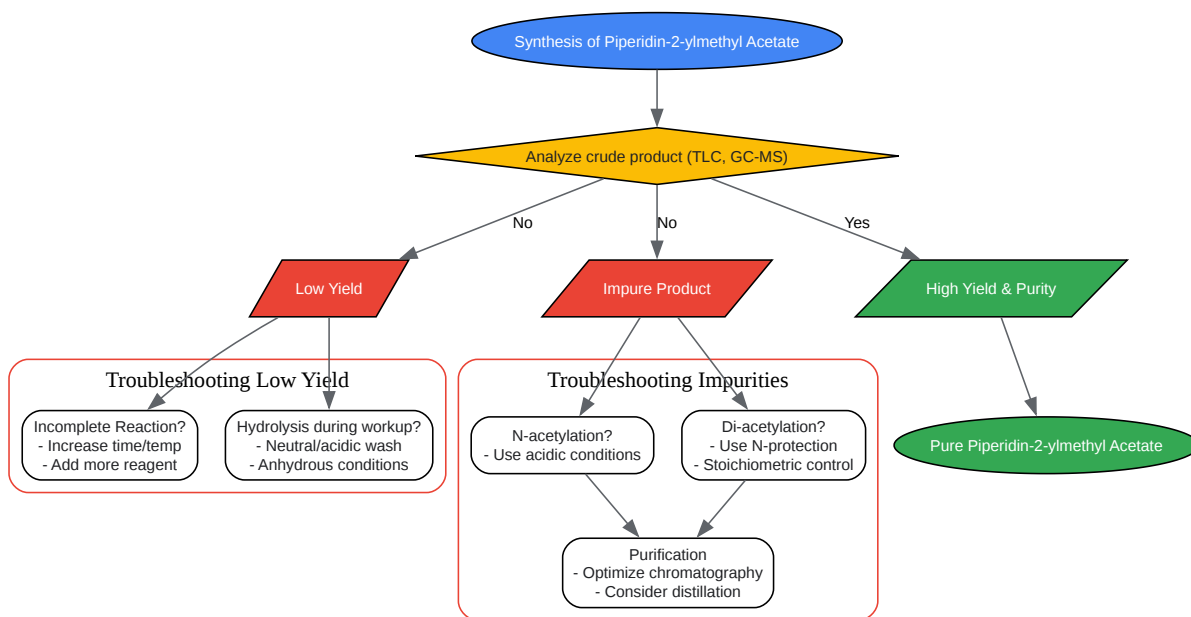 Synthesis of Piperidin-2-ylmethyl Acetate
Analyze crude product (TLC, GC-MS)
No
No
Yes
Low Yield
Impure Product
High Yield & Purity
Troubleshooting Low Yield
Incomplete Reaction?
- Increase time/temp
- Add more reagent
Hydrolysis during workup?
- Neutral/acidic wash
- Anhydrous conditions
Troubleshooting Impurities
N-acetylation?
- Use acidic conditions
Di-acetylation?
- Use N-protection
- Stoichiometric control
Pure Piperidin-2-ylmethyl Acetate
Purification
- Optimize chromatography
- Consider distillation